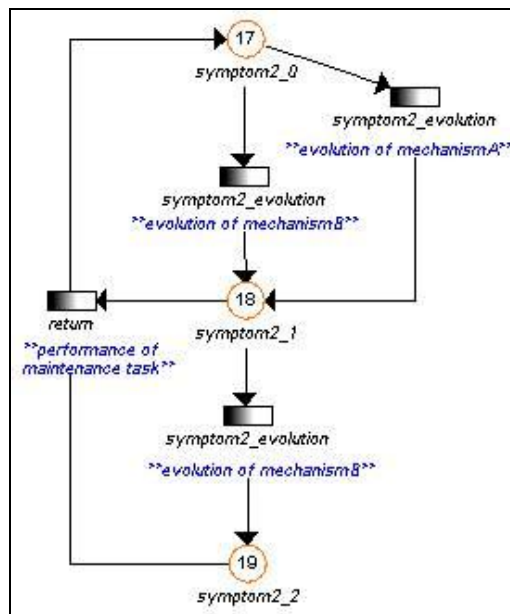 17
symptom2_0
symptom2_evolution
**evolution of mechanismA**
symptom2_evolution
**evolution of mechanismB**
18
symptom2_1
return
**performance of
maintenance task**
symptom2_evolution
**evolution of mechanismB**
19
symptom2_2